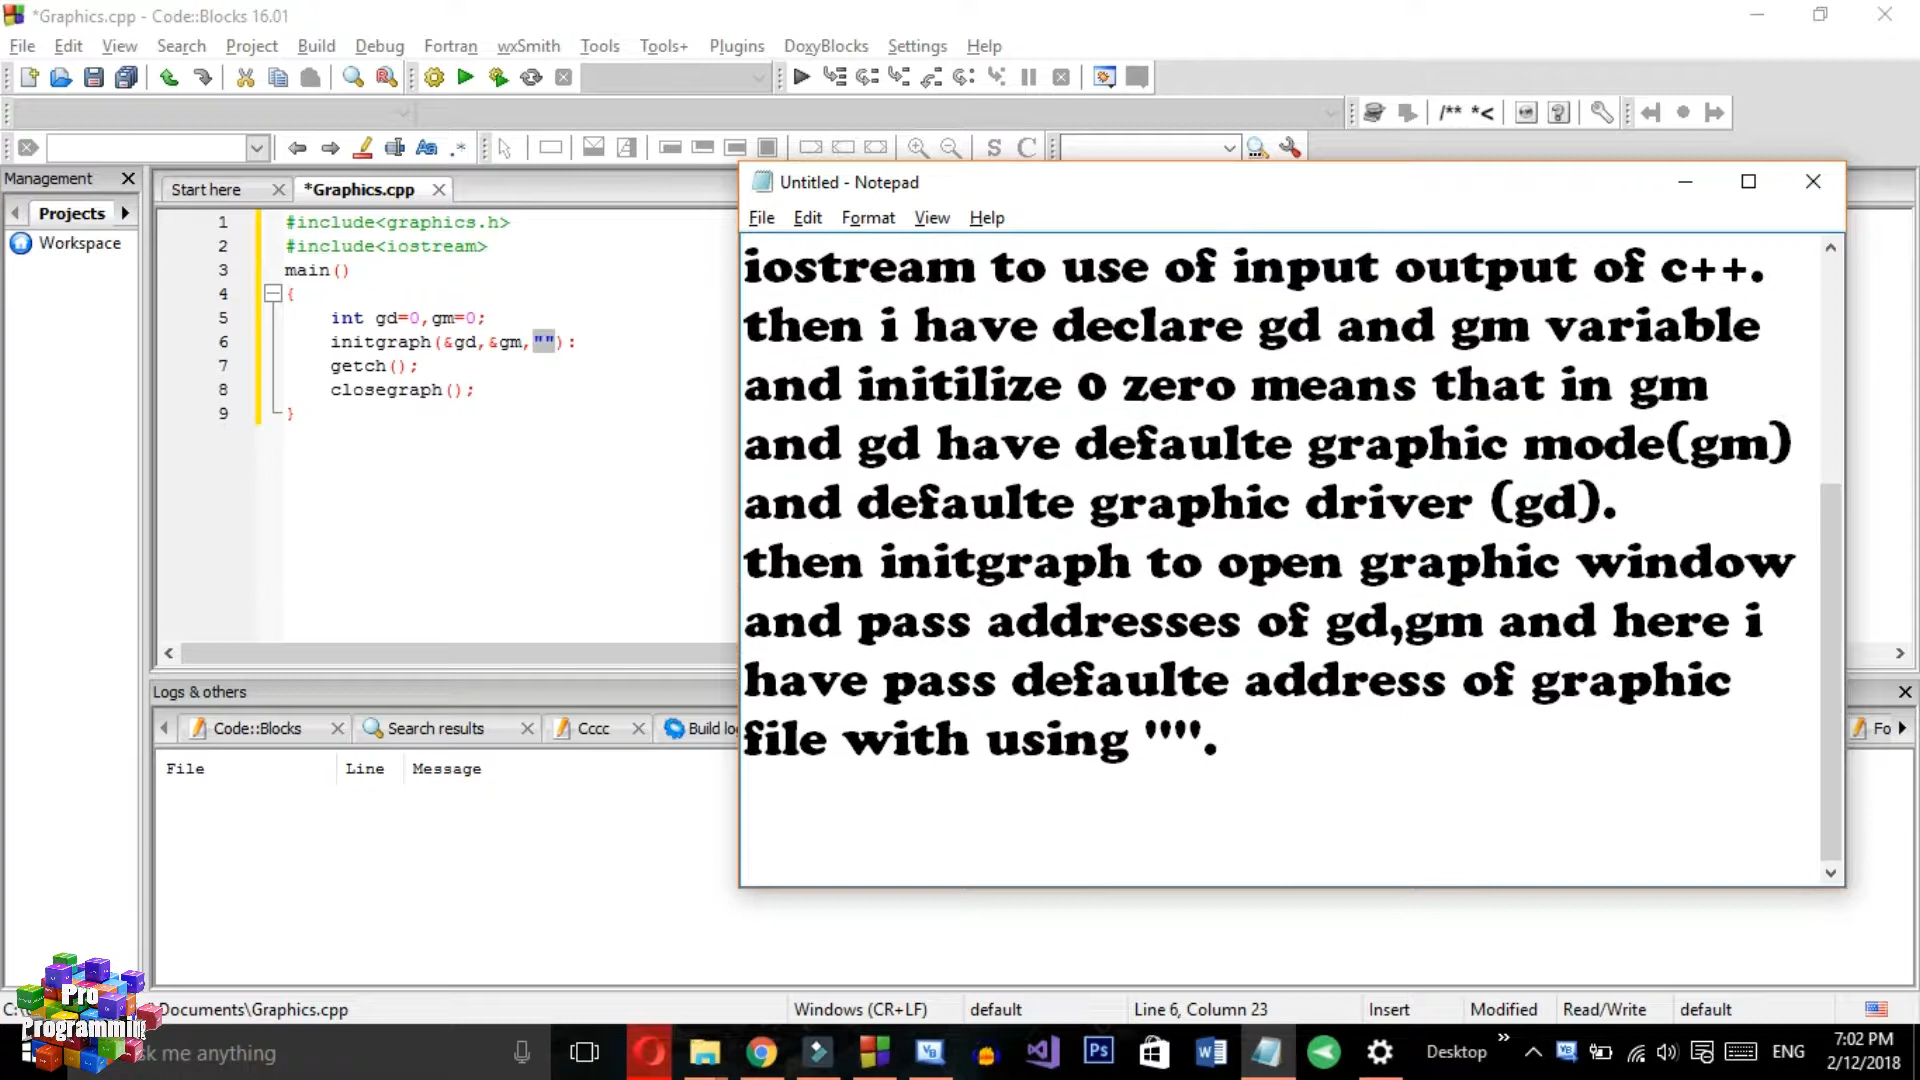 *Graphics.cpp - Code::Blocks 16.01
File Edit View Search Project Build Debug Fortran wxSmith Tools Tools+ Plugins DoxyBlocks Settings Help
/** *<
Aa .* S C
Management
Projects
Workspace
Start here *Graphics.cpp
1 #include<graphics.h>
2 #include<iostream>
3 main()
4 {
5 int gd=0,gm=0;
6 initgraph(&gd,&gm,""):
7 getch();
8 closegraph();
9 }
Untitled - Notepad
File Edit Format View Help
iostream to use of input output of c++.
then i have declare gd and gm variable
and initilize 0 zero means that in gm
and gd have defaulte graphic mode(gm)
and defaulte graphic driver (gd).
then initgraph to open graphic window
and pass addresses of gd,gm and here i
have pass defaulte address of graphic
file with using "".
Logs & others
Code::Blocks Search results Cccc Build lo Fo
File Line Message
Documents\Graphics.cpp Windows (CR+LF) default Line 6, Column 23 Insert Modified Read/Write default
Pro
Programming
sk me anything
Ps
Desktop
ENG
7:02 PM
2/12/2018